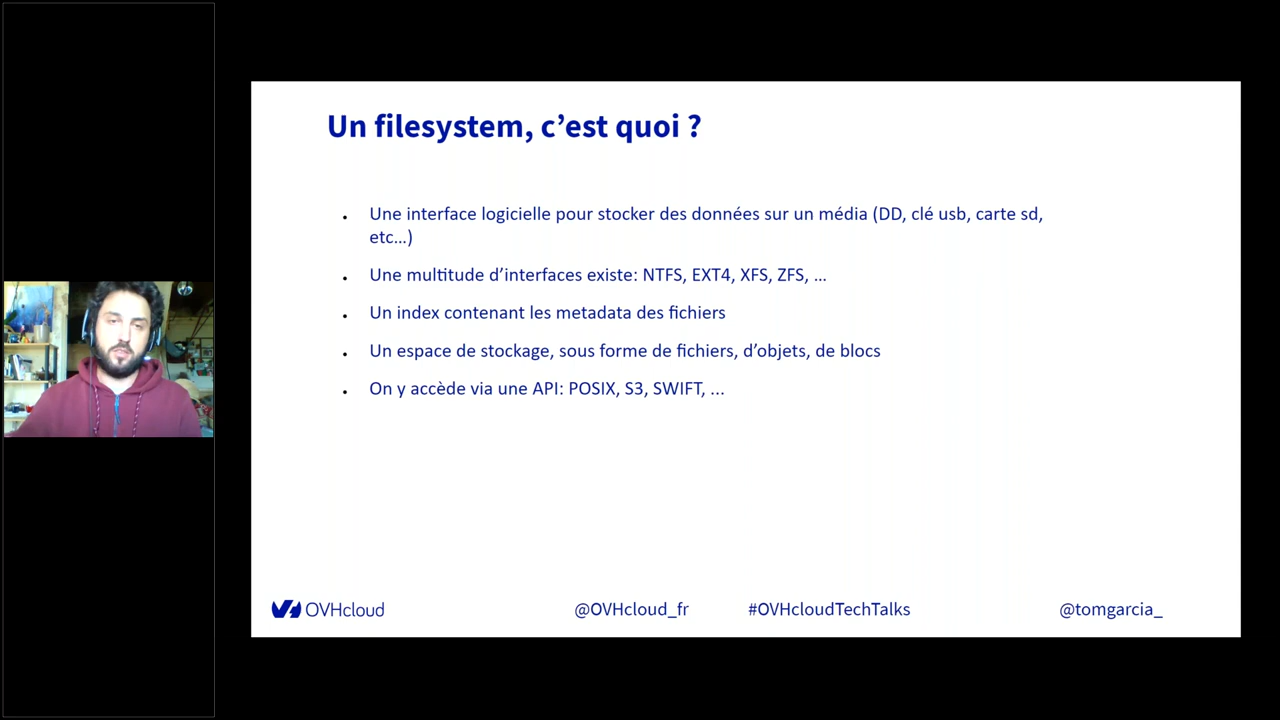 Un filesystem, c’est quoi ?
• Une interface logicielle pour stocker des données sur un média (DD, clé usb, carte sd,
etc...)
• Une multitude d’interfaces existe: NTFS, EXT4, XFS, ZFS, ...
• Un index contenant les metadata des fichiers
• Un espace de stockage, sous forme de fichiers, d’objets, de blocs
• On y accède via une API: POSIX, S3, SWIFT, ...
OVHcloud @OVHcloud_fr #OVHcloudTechTalks @tomgarcia_